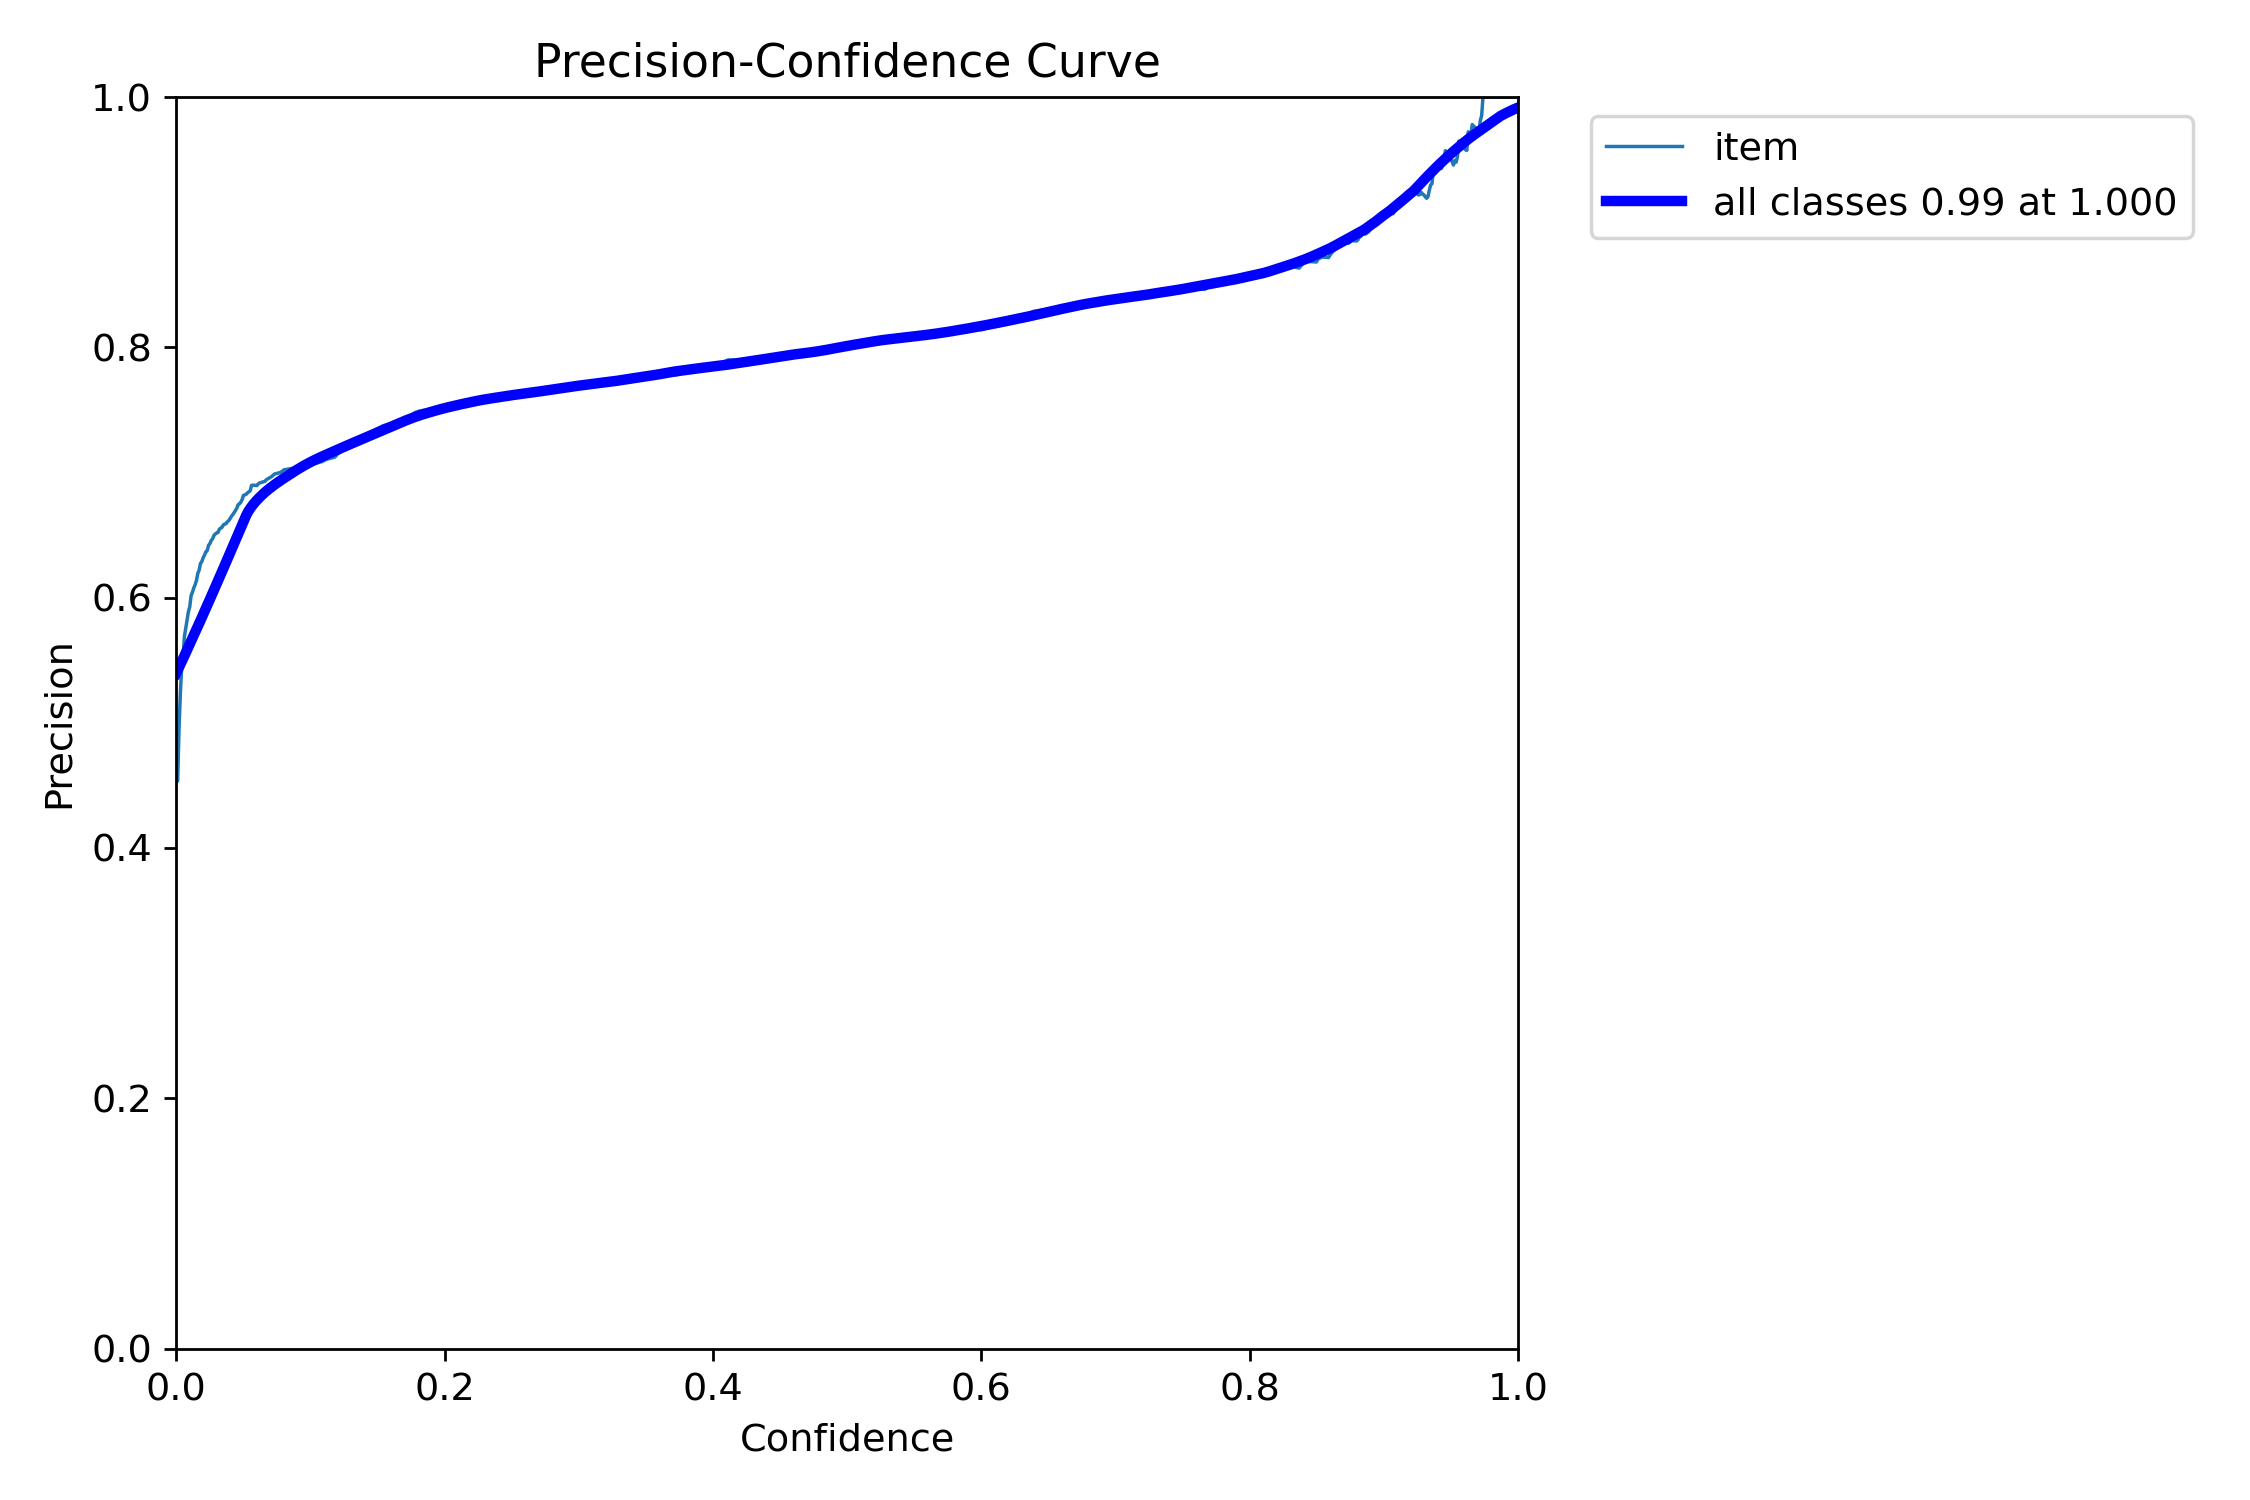 Precision-Confidence Curve
1.0
0.8
0.6
0.4
0.2
0.0
Precision
0.0 0.2 0.4 0.6 0.8 1.0
Confidence
item
all classes 0.99 at 1.000